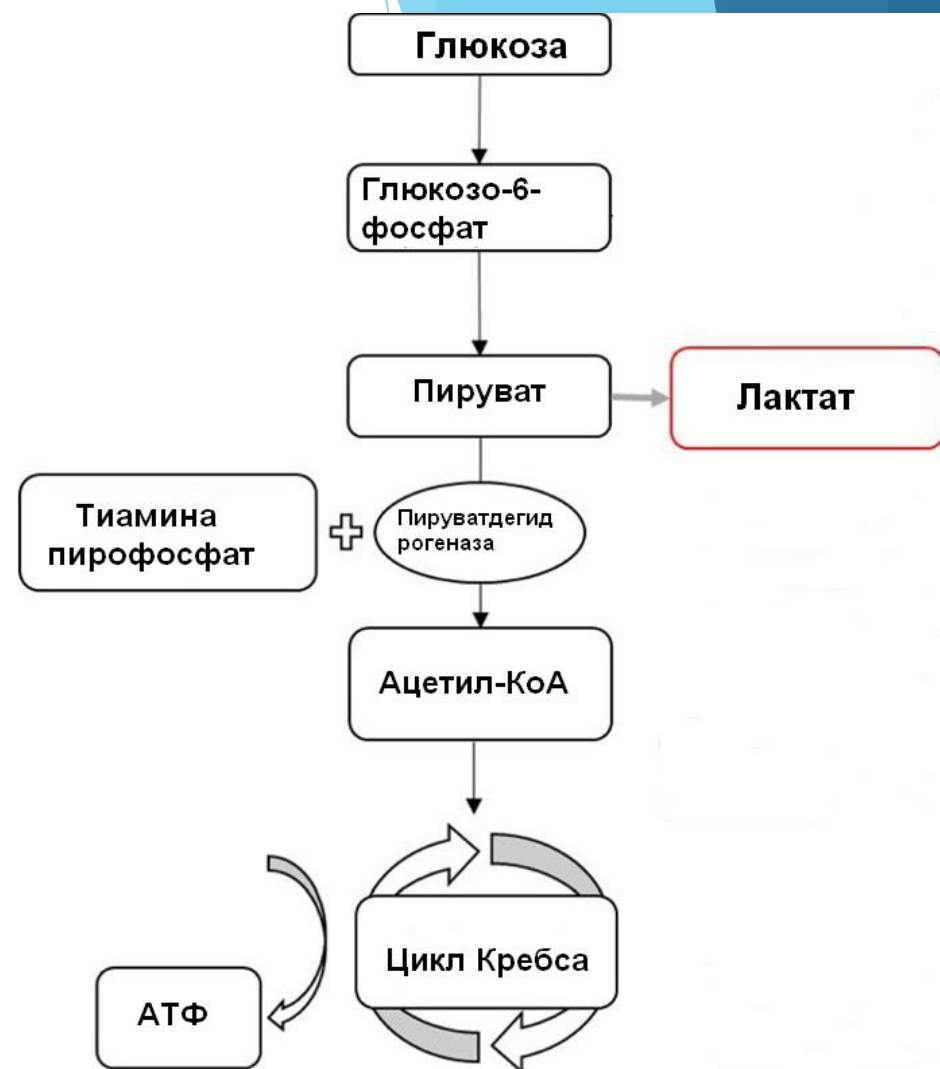 Глюкоза
Глюкозо-6-
фосфат
Пируват
Лактат
Тиамина
пирофосфат
Пируватдегид
рогеназа
Ацетил-КоА
Цикл Кребса
АТФ